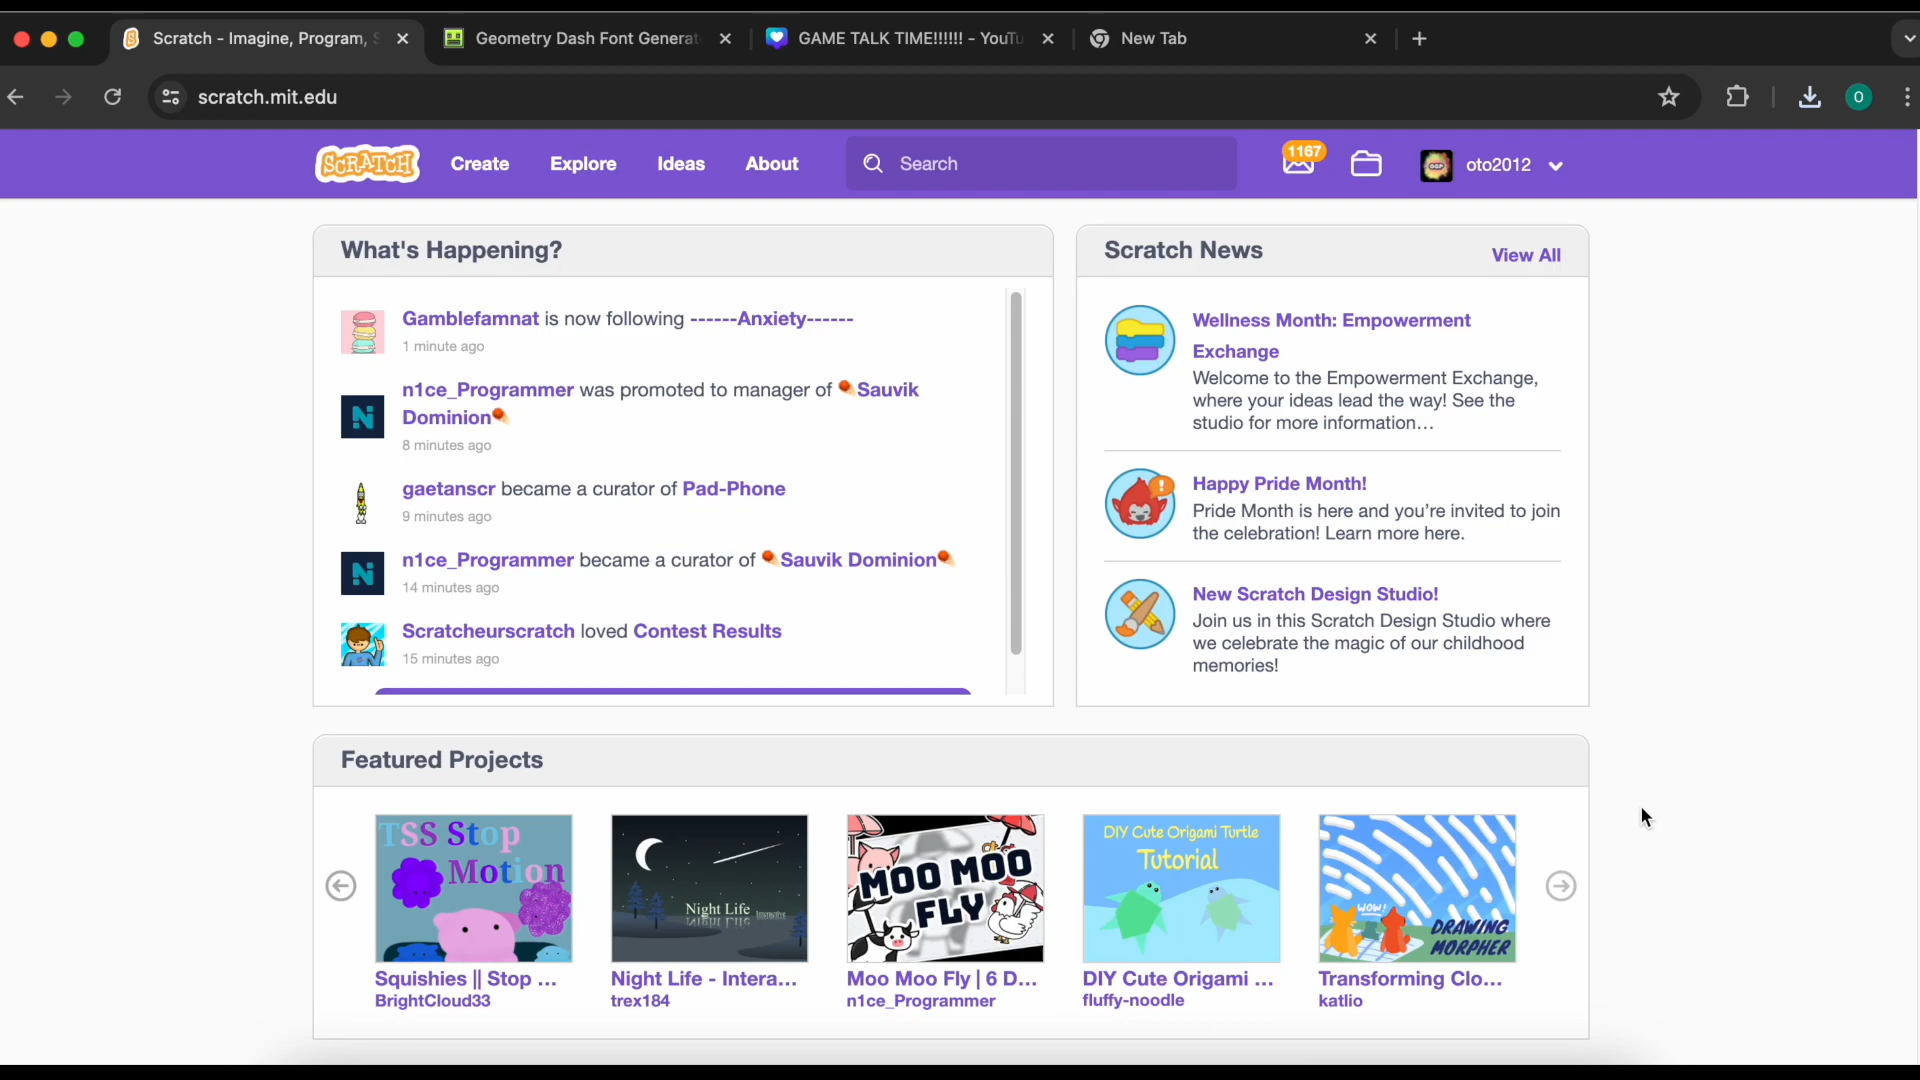 Scratch - Imagine, Program, S
Geometry Dash Font Generat
GAME TALK TIME!!!!!! - YouTu
New Tab
scratch.mit.edu
O
SCRATCH
Create
Explore
Ideas
About
Search
1167
oto2012
What's Happening?
Gamblefamnat is now following ------Anxiety------
1 minute ago
n1ce_Programmer was promoted to manager of Sauvik
Dominion
8 minutes ago
gaetanscr became a curator of Pad-Phone
9 minutes ago
n1ce_Programmer became a curator of Sauvik Dominion
14 minutes ago
Scratcheurscratch loved Contest Results
15 minutes ago
Scratch News
View All
Wellness Month: Empowerment
Exchange
Welcome to the Empowerment Exchange,
where your ideas lead the way! See the
studio for more information…
Happy Pride Month!
Pride Month is here and you’re invited to join
the celebration! Learn more here.
New Scratch Design Studio!
Join us in this Scratch Design Studio where
we celebrate the magic of our childhood
memories!
Featured Projects
TSS Stop
Motion
Night Life
Interactive
MOO MOO
FLY
DIY Cute Origami Turtle
Tutorial
WOW!
DRAWING
MORPHER
Squishies || Stop ...
BrightCloud33
Night Life - Intera...
trex184
Moo Moo Fly | 6 D...
n1ce_Programmer
DIY Cute Origami ...
fluffy-noodle
Transforming Clo...
katlio